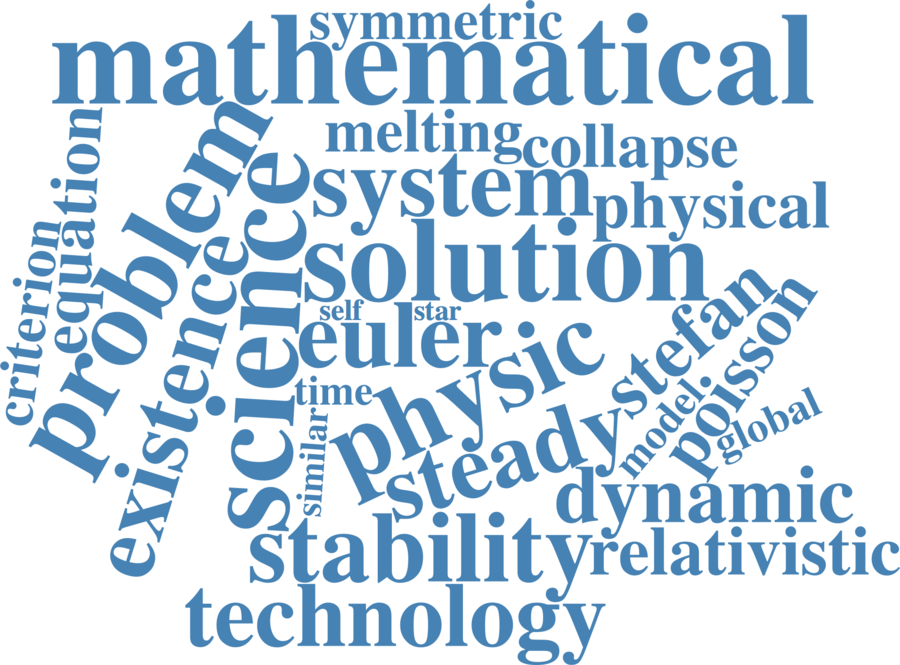 symmetric
mathematical
melting
collapse
system
physical
solution
self
star
euler
criterion
equation
problem
existence
science
time
similar
physic
steady
stefan
model
poisson
global
dynamic
stability
relativistic
technology